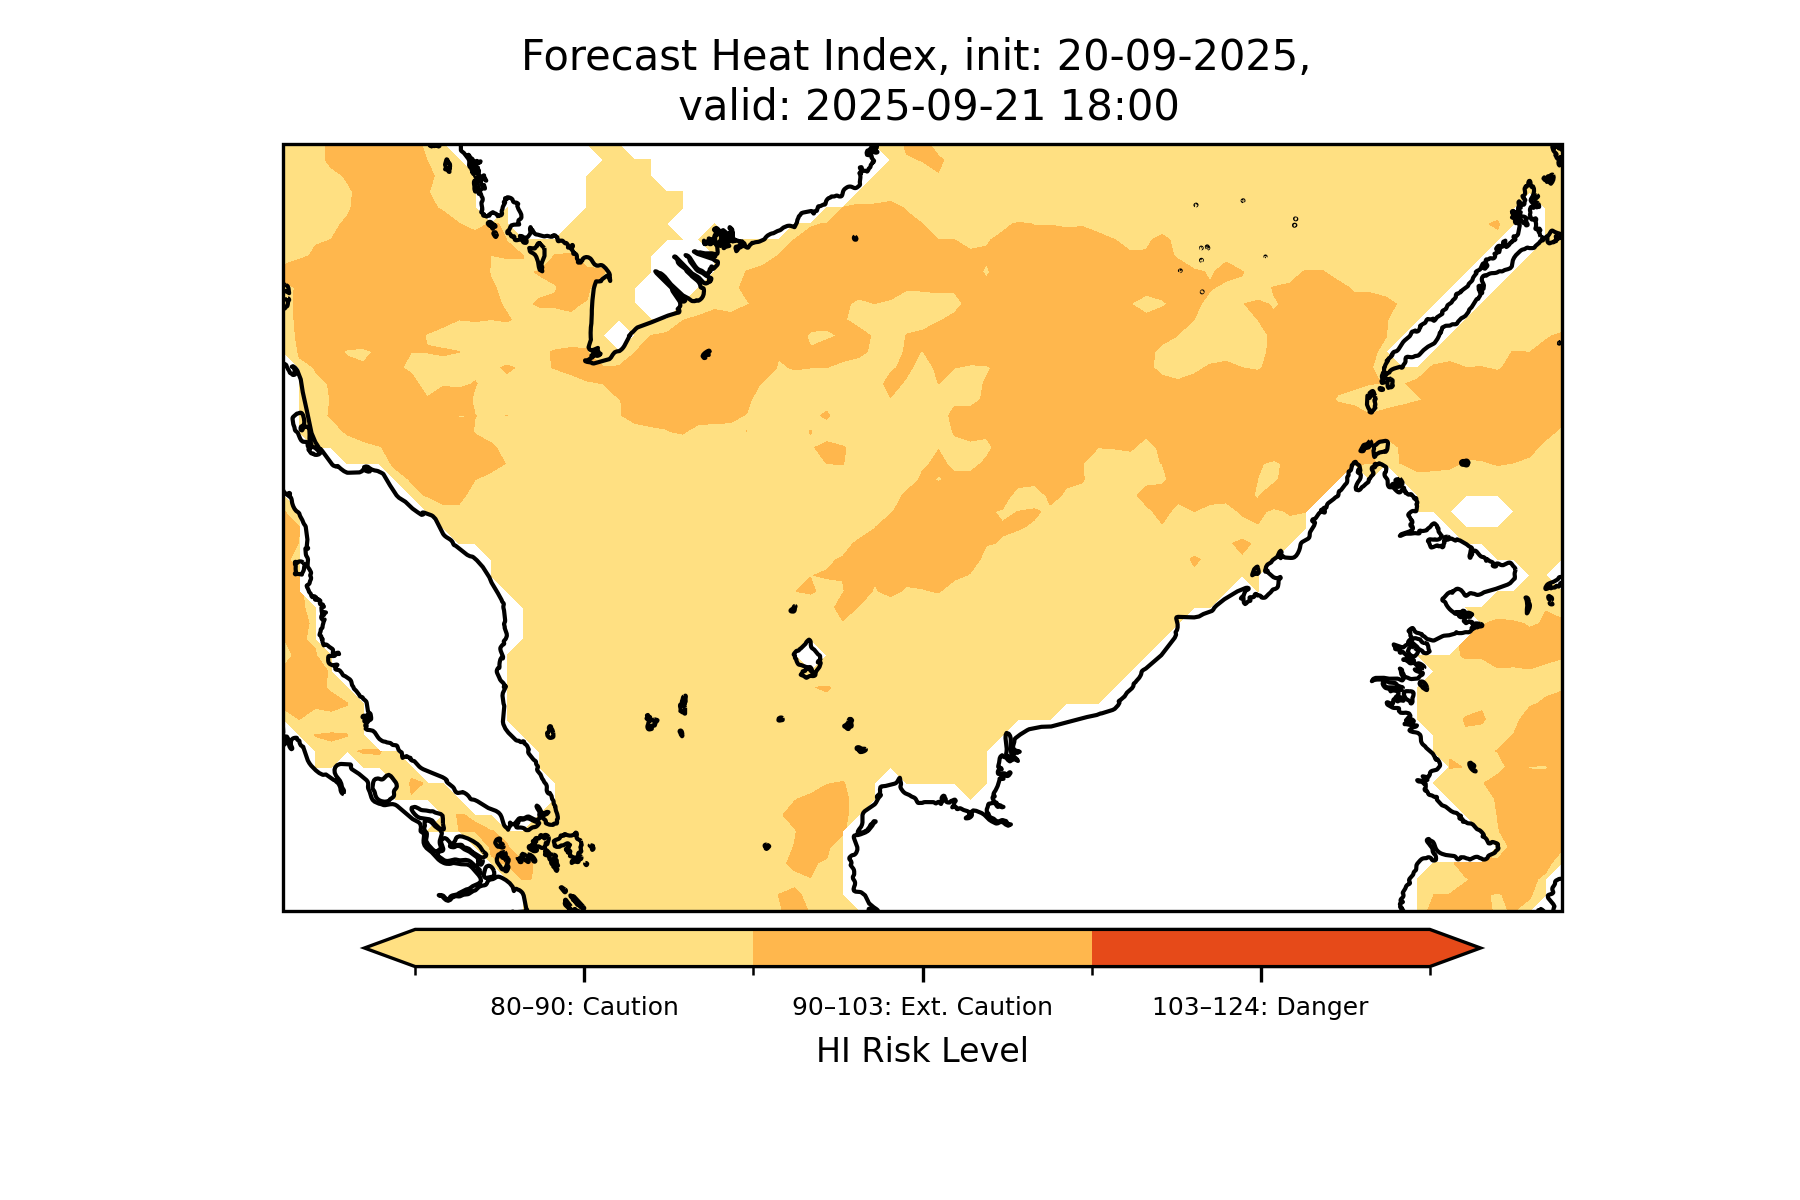 Forecast Heat Index, init: 20-09-2025,
valid: 2025-09-21 18:00
80–90: Caution
90–103: Ext. Caution
103–124: Danger
HI Risk Level